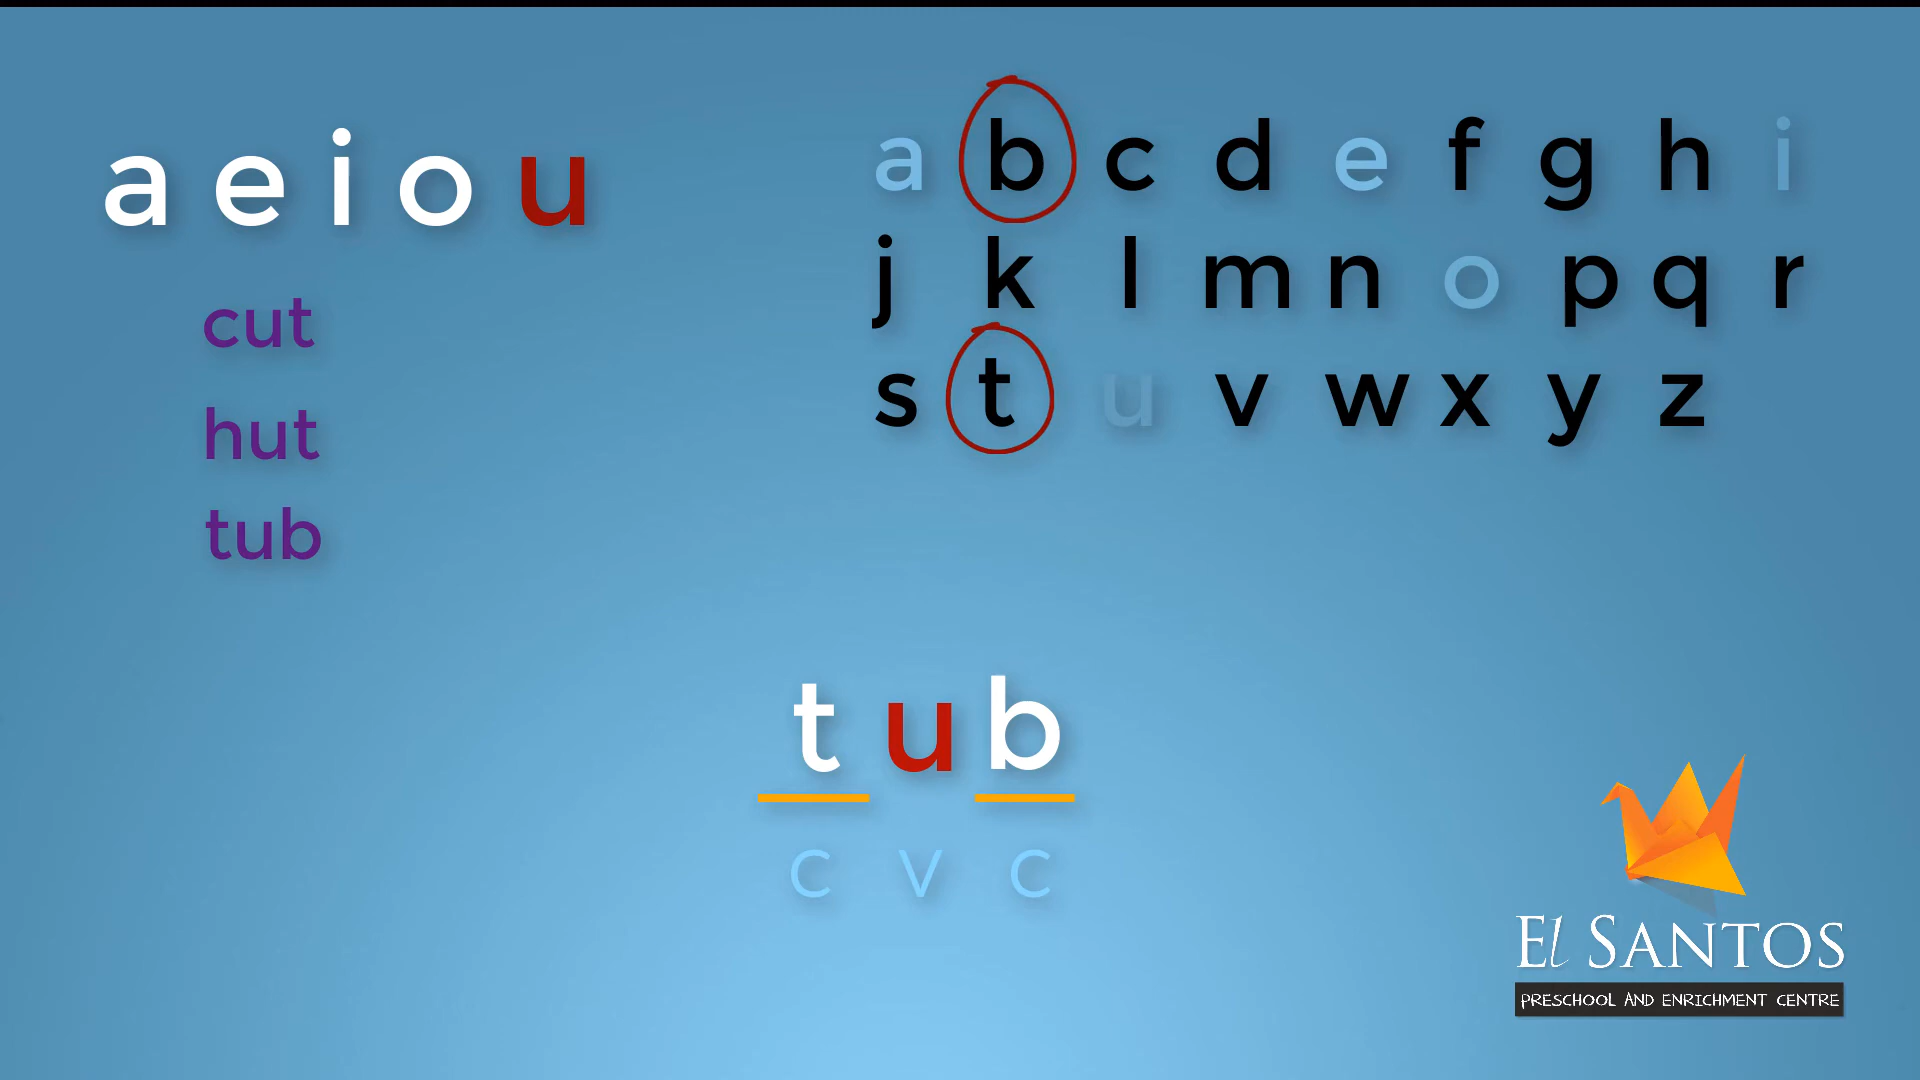 a e i o u
cut
hut
tub
a b c d e f g h i
j k l m n o p q r
s t u v w x y z
t u b
c v c
El Santos
PRESCHOOL AND ENRICHMENT CENTRE